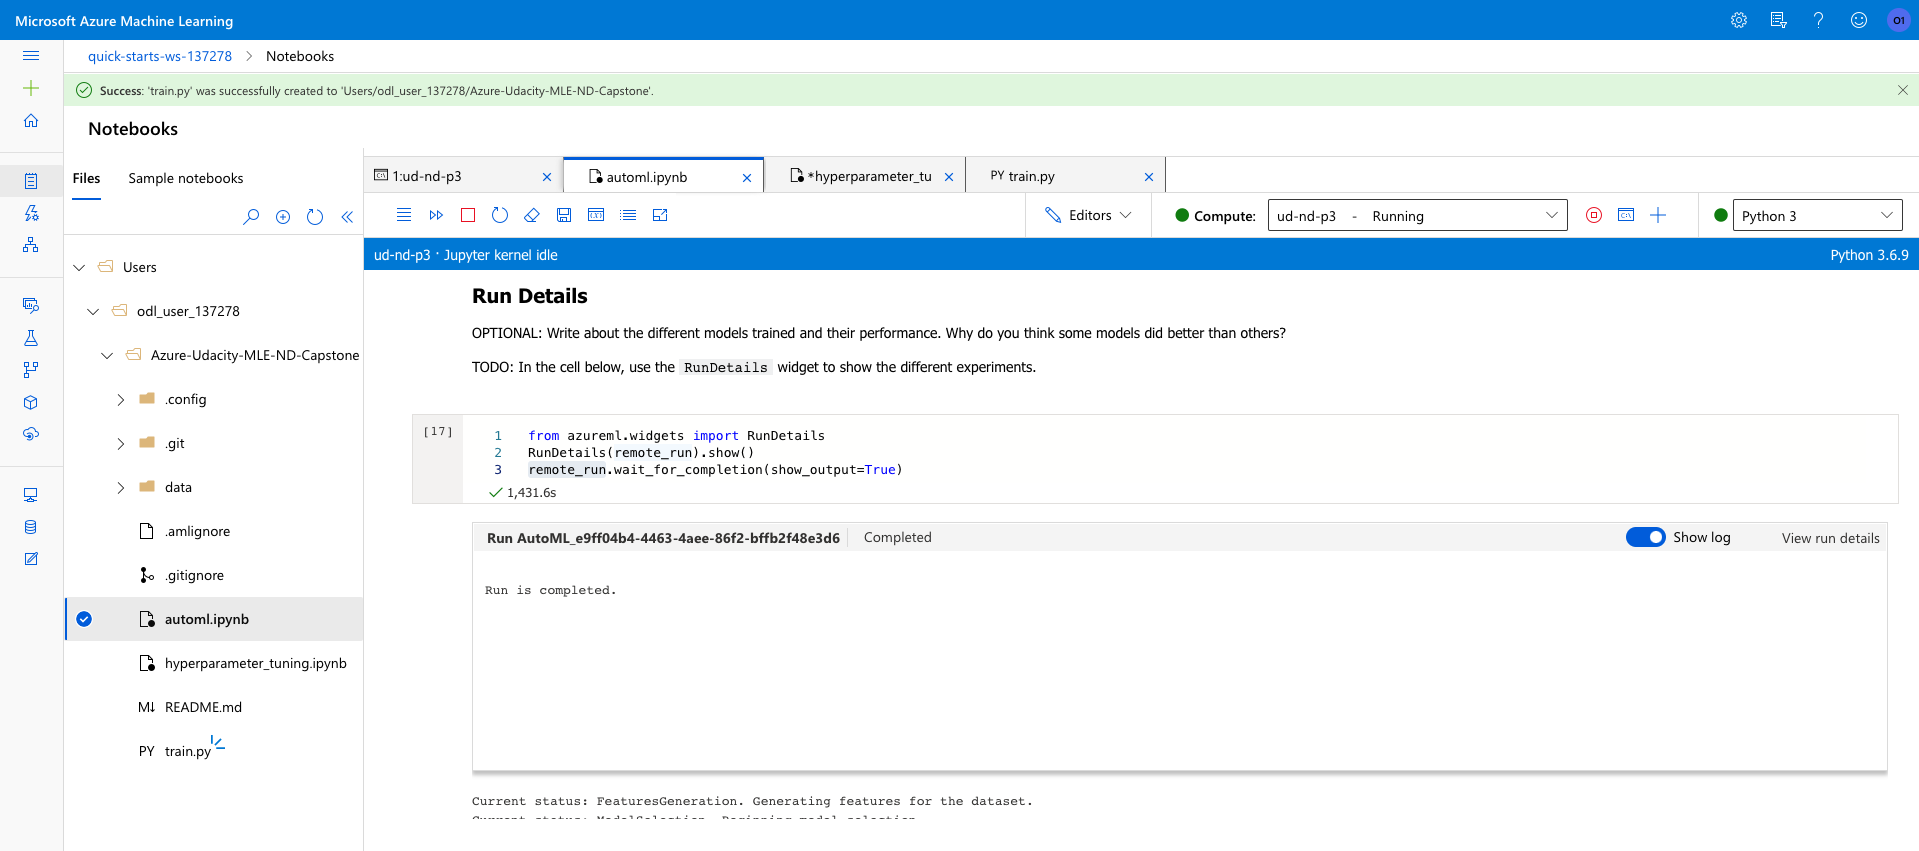 Microsoft Azure Machine Learning
O1
quick-starts-ws-137278 > Notebooks
Success: 'train.py' was successfully created to 'Users/odl_user_137278/Azure-Udacity-MLE-ND-Capstone'.
Notebooks
Files Sample notebooks
1:ud-nd-p3
automl.ipynb
*hyperparameter_tu
PY train.py
Editors
Compute: ud-nd-p3 - Running
Python 3
ud-nd-p3 · Jupyter kernel idle
Python 3.6.9
Users
odl_user_137278
Azure-Udacity-MLE-ND-Capstone
.config
.git
data
.amlignore
.gitignore
automl.ipynb
hyperparameter_tuning.ipynb
M↓ README.md
PY train.py
Run Details
OPTIONAL: Write about the different models trained and their performance. Why do you think some models did better than others?
TODO: In the cell below, use the RunDetails widget to show the different experiments.
[17]
1 from azureml.widgets import RunDetails
2 RunDetails(remote_run).show()
3 remote_run.wait_for_completion(show_output=True)
1,431.6s
Run AutoML_e9ff04b4-4463-4aee-86f2-bffb2f48e3d6 Completed
Show log
View run details
Run is completed.
Current status: FeaturesGeneration. Generating features for the dataset.
Current status: ModelSelection. Beginning model selection.